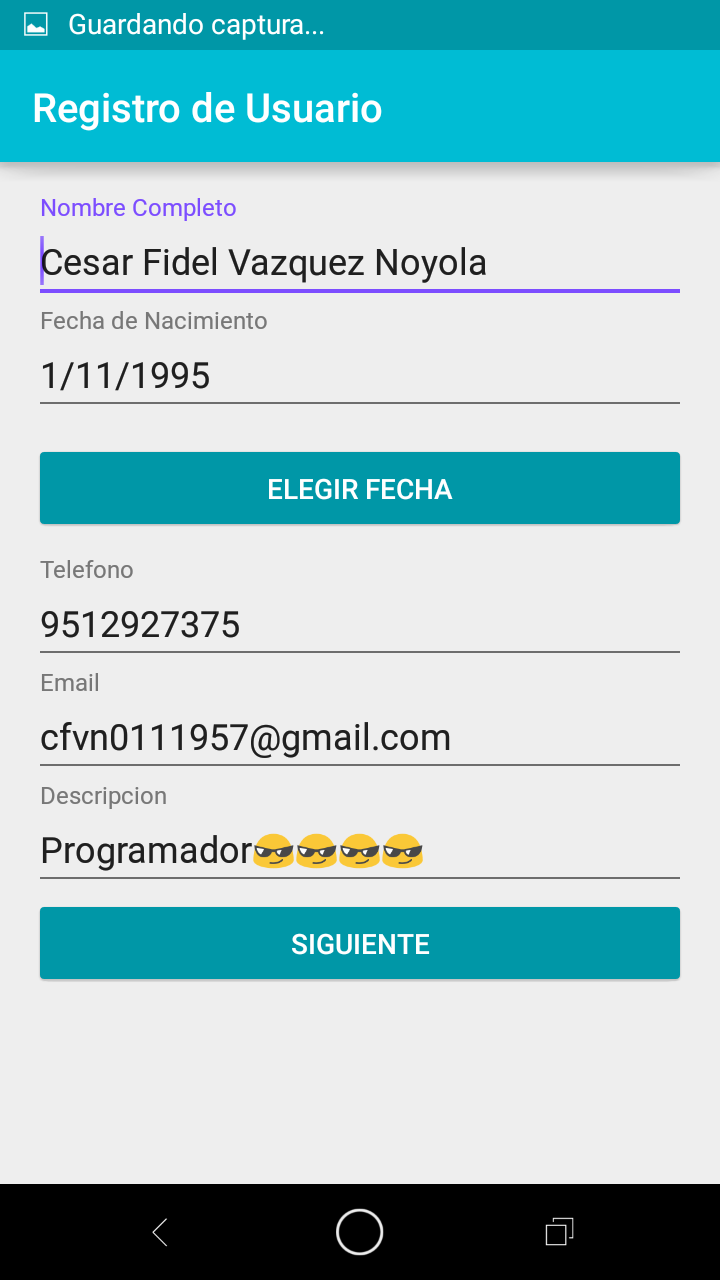 Guardando captura...
Registro de Usuario
Nombre Completo
Cesar Fidel Vazquez Noyola
Fecha de Nacimiento
1/11/1995
ELEGIR FECHA
Telefono
9512927375
Email
cfvn0111957@gmail.com
Descripcion
Programador😎😎😎😎
SIGUIENTE